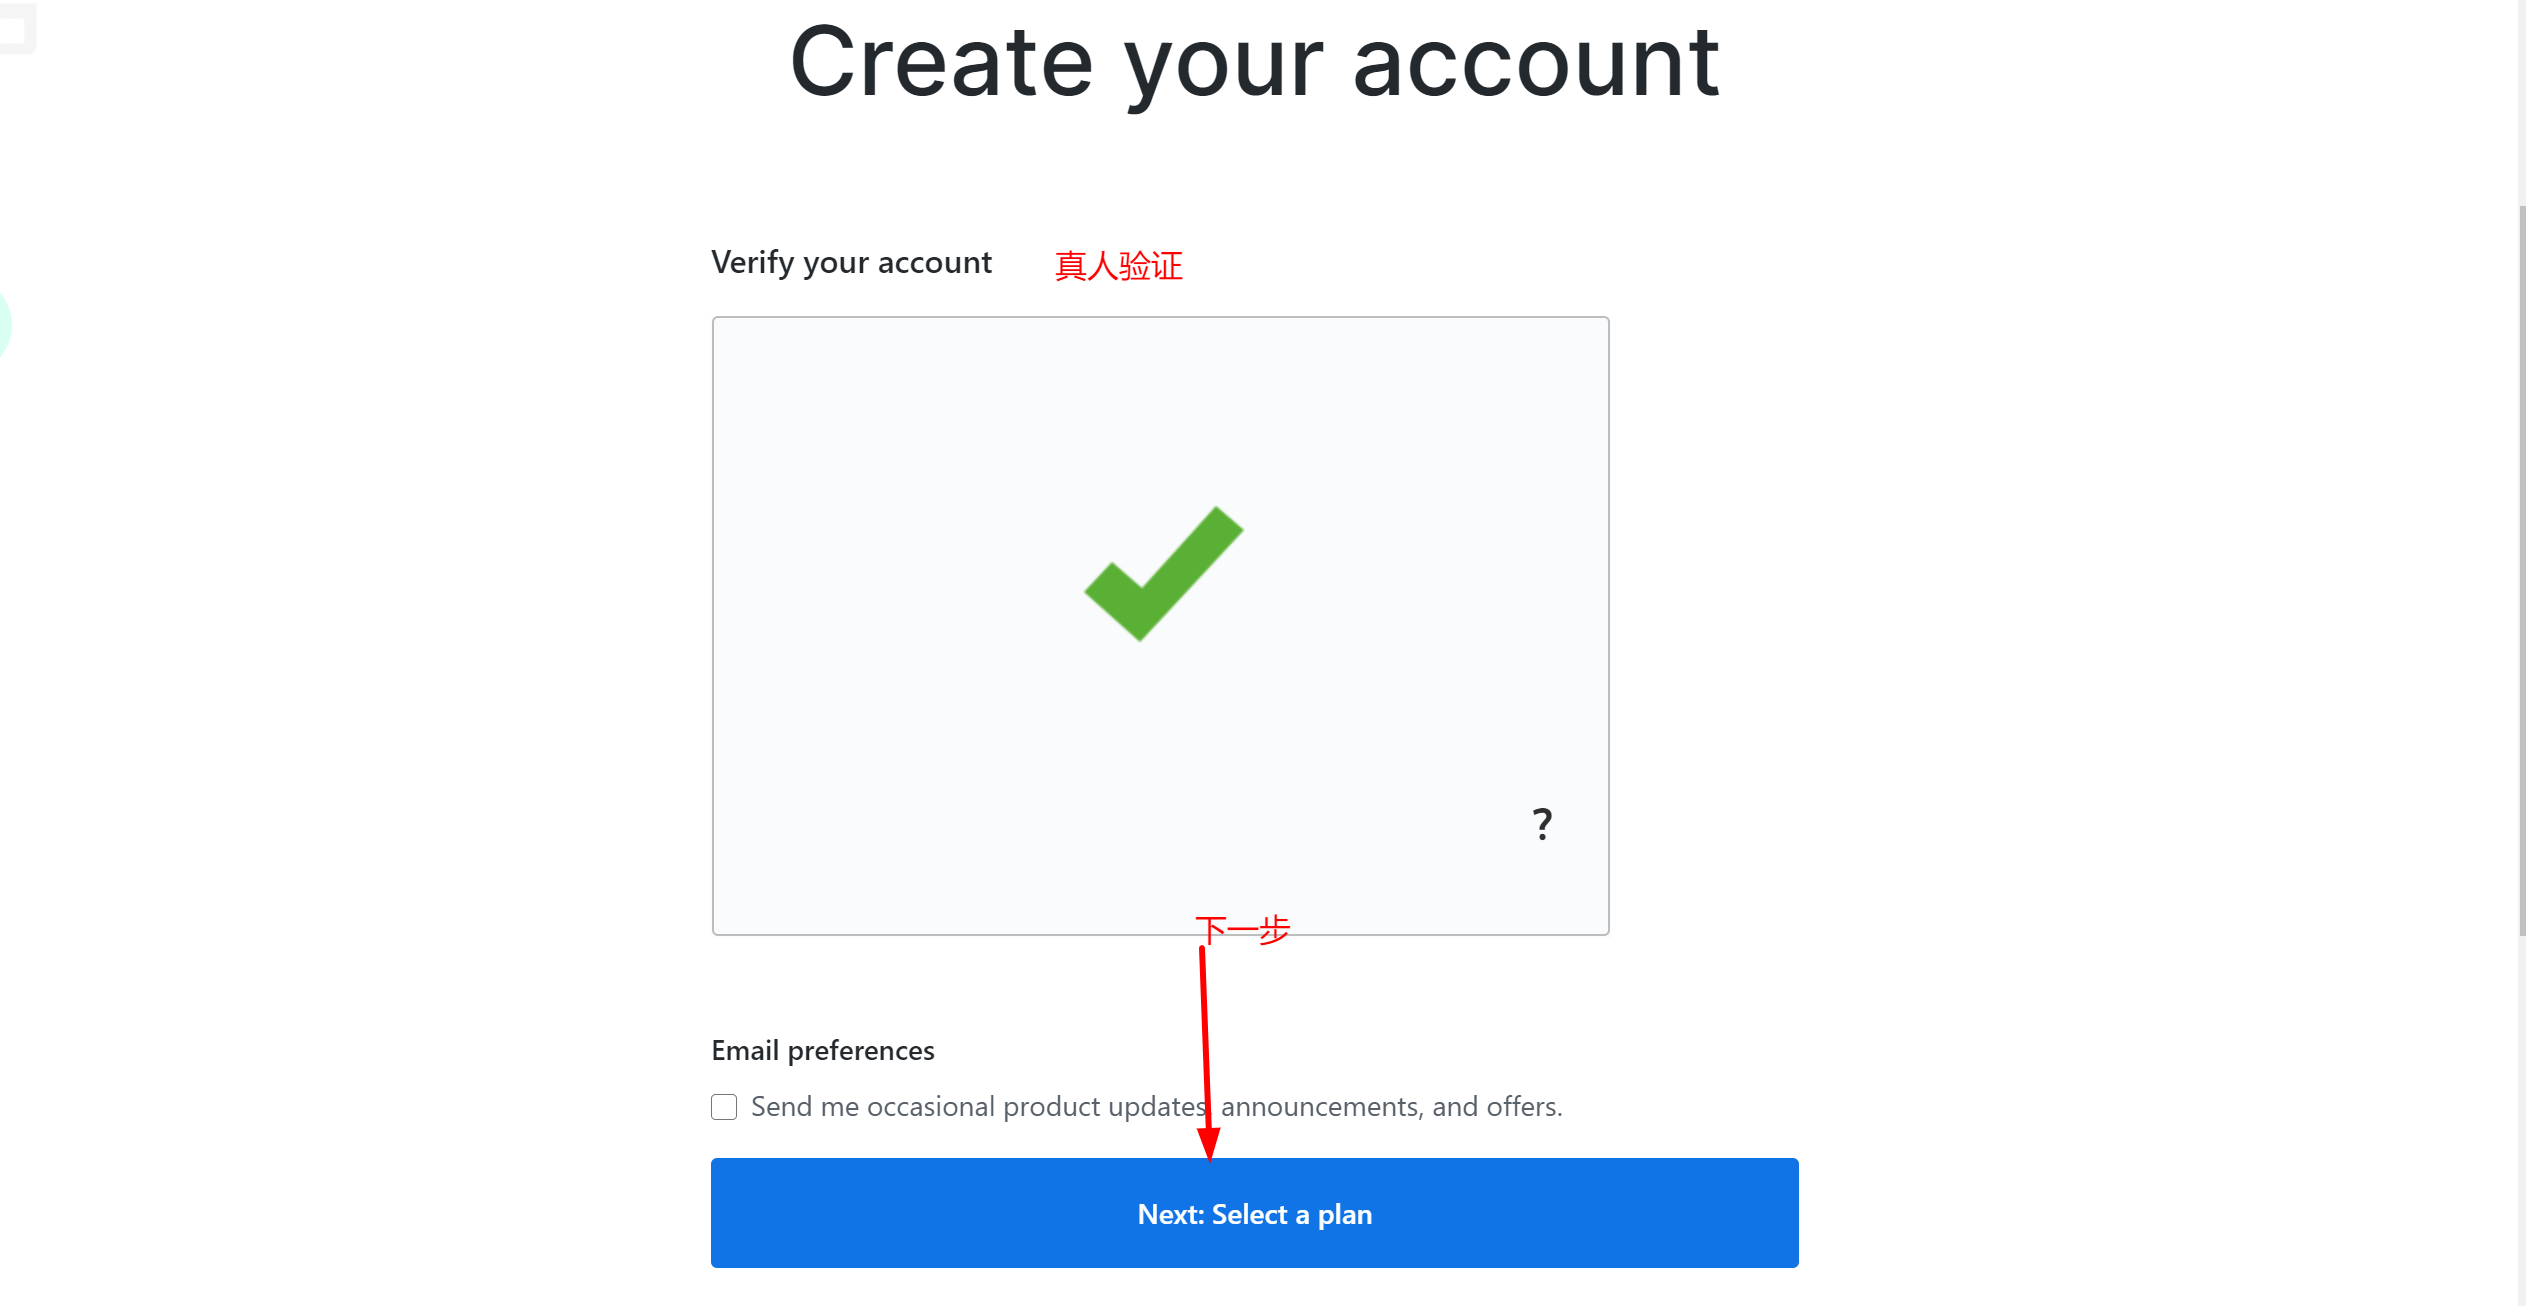 Create your account
Verify your account 真人验证
?
下一步
Email preferences
Send me occasional product updates, announcements, and offers.
Next: Select a plan